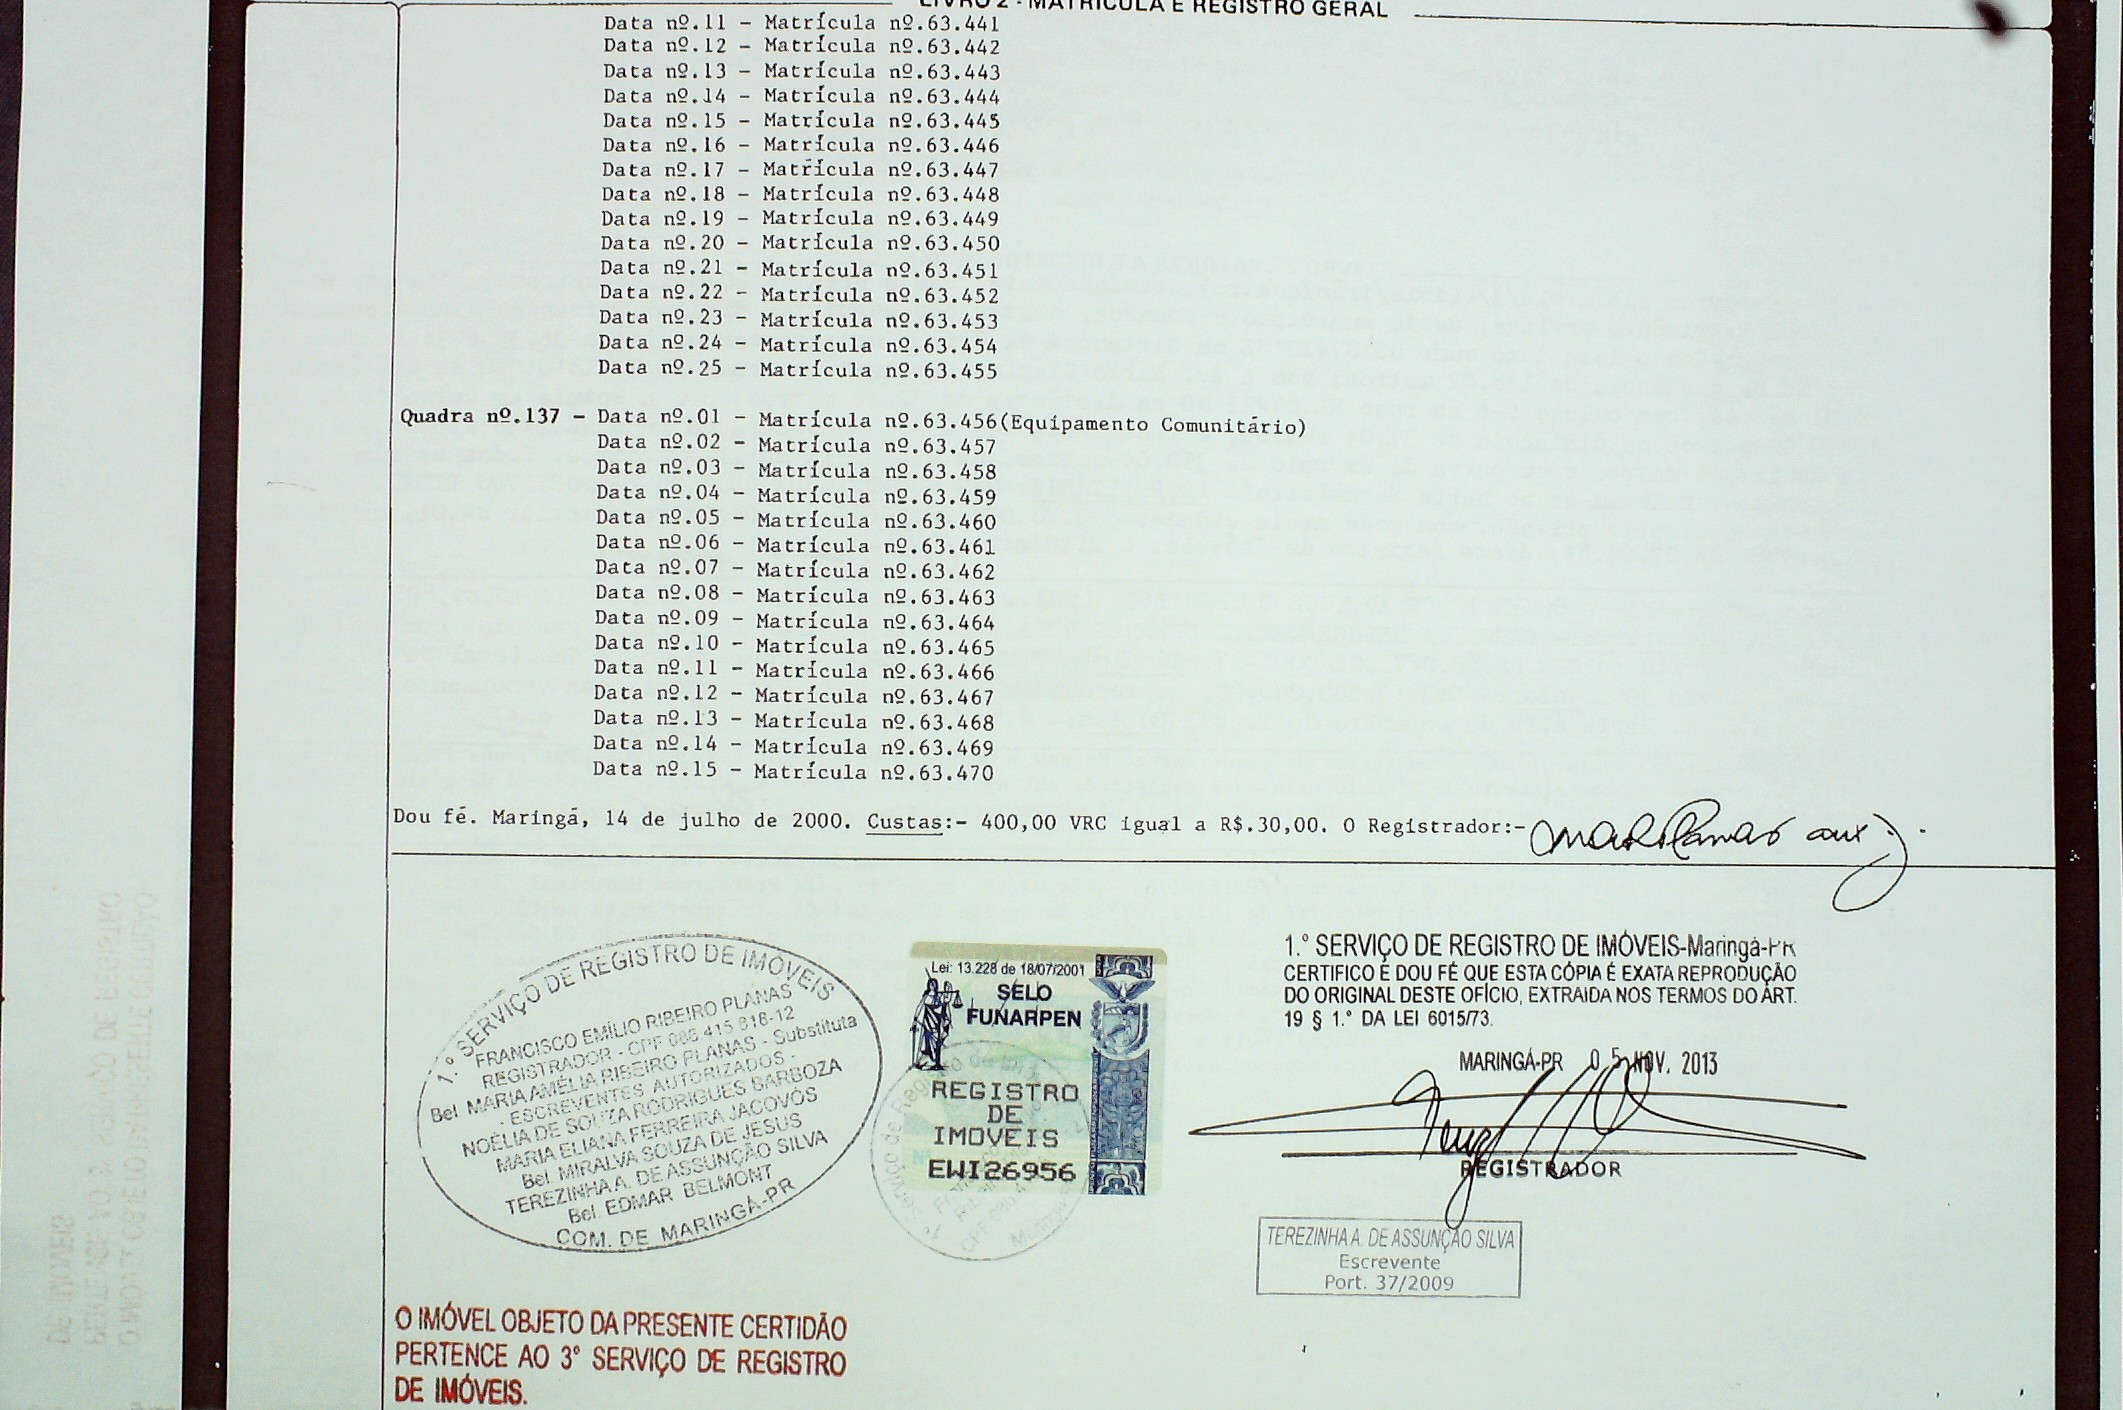 LIVRO 2 - MATRÍCULA E REGISTRO GERAL
Data nº.11 - Matrícula nº.63.441
Data nº.12 - Matrícula nº.63.442
Data nº.13 - Matrícula nº.63.443
Data nº.14 - Matrícula nº.63.444
Data nº.15 - Matrícula nº.63.445
Data nº.16 - Matrícula nº.63.446
Data nº.17 - Matrícula nº.63.447
Data nº.18 - Matrícula nº.63.448
Data nº.19 - Matrícula nº.63.449
Data nº.20 - Matrícula nº.63.450
Data nº.21 - Matrícula nº.63.451
Data nº.22 - Matrícula nº.63.452
Data nº.23 - Matrícula nº.63.453
Data nº.24 - Matrícula nº.63.454
Data nº.25 - Matrícula nº.63.455
Quadra nº.137 - Data nº.01 - Matrícula nº.63.456(Equipamento Comunitário)
Data nº.02 - Matrícula nº.63.457
Data nº.03 - Matrícula nº.63.458
Data nº.04 - Matrícula nº.63.459
Data nº.05 - Matrícula nº.63.460
Data nº.06 - Matrícula nº.63.461
Data nº.07 - Matrícula nº.63.462
Data nº.08 - Matrícula nº.63.463
Data nº.09 - Matrícula nº.63.464
Data nº.10 - Matrícula nº.63.465
Data nº.11 - Matrícula nº.63.466
Data nº.12 - Matrícula nº.63.467
Data nº.13 - Matrícula nº.63.468
Data nº.14 - Matrícula nº.63.469
Data nº.15 - Matrícula nº.63.470
Dou fé. Maringá, 14 de julho de 2000. Custas:- 400,00 VRC igual a R$.30,00. O Registrador:-
1.º SERVIÇO DE REGISTRO DE IMÓVEIS
FRANCISCO EMÍLIO RIBEIRO PLANAS
REGISTRADOR - CPF 086.415.818-12
Bel. MARIA AMÉLIA RIBEIRO PLANAS - Substituta
- ESCREVENTES AUTORIZADOS -
NOÉLIA DE SOUZA RODRIGUES BARBOZA
MARIA ELIANA FERREIRA JACOVÓS
Bel. MIRALVA SOUZA DE JESUS
TEREZINHA A. DE ASSUNÇÃO SILVA
Bel. EDMAR BELMONT
COM. DE MARINGÁ-PR
Lei: 13.228 de 18/07/2001
SELO
FUNARPEN
REGISTRO
DE
IMÓVEIS
EWI26956
1.º SERVIÇO DE REGISTRO DE IMÓVEIS-Maringá-PR
CERTIFICO E DOU FÉ QUE ESTA CÓPIA É EXATA REPRODUÇÃO
DO ORIGINAL DESTE OFÍCIO, EXTRAIDA NOS TERMOS DO ART.
19 § 1.º DA LEI 6015/73.
MARINGÁ-PR 05 NOV. 2013
REGISTRADOR
TEREZINHA A. DE ASSUNÇÃO SILVA
Escrevente
Port. 37/2009
O IMÓVEL OBJETO DA PRESENTE CERTIDÃO
PERTENCE AO 3º SERVIÇO DE REGISTRO
DE IMÓVEIS.